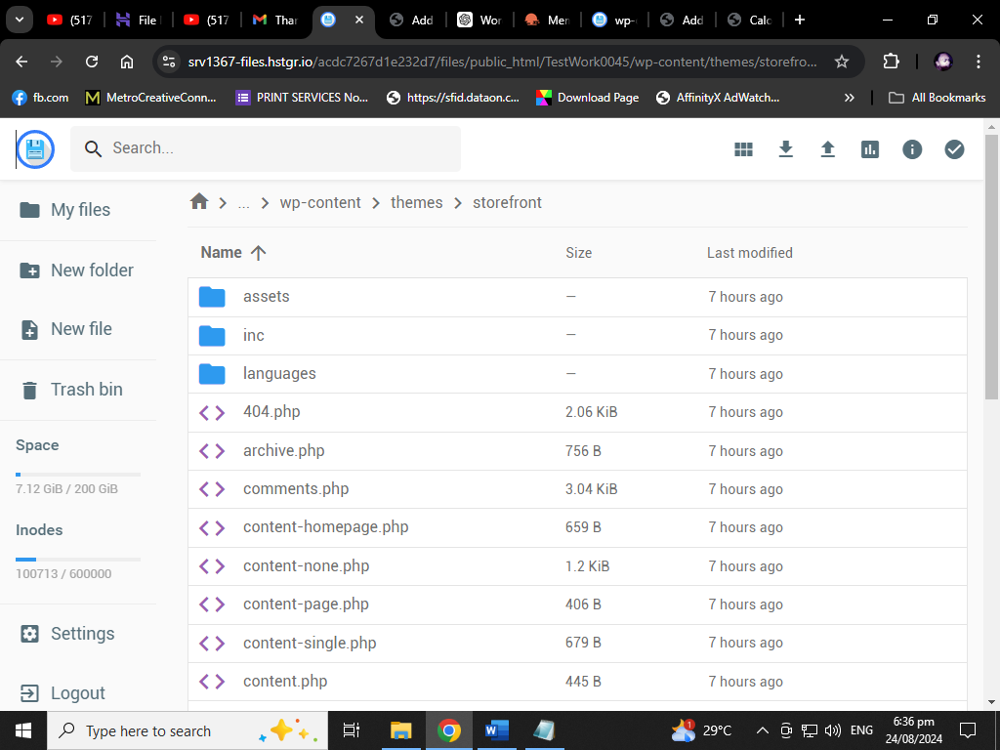 (517
File
(517
Thar
Add
Wor
Men
wp-
Add
Calc
srv1367-files.hstgr.io/acdc7267d1e232d7/files/public_html/TestWork0045/wp-content/themes/storefro...
fb.com
MetroCreativeConn...
PRINT SERVICES No...
https://sfid.dataon.c...
Download Page
AffinityX AdWatch...
All Bookmarks
Search...
My files
New folder
New file
Trash bin
Space
7.12 GiB / 200 GiB
Inodes
100713 / 600000
Settings
Logout
... wp-content themes storefront
Name Size Last modified
assets — 7 hours ago
inc — 7 hours ago
languages — 7 hours ago
404.php 2.06 KiB 7 hours ago
archive.php 756 B 7 hours ago
comments.php 3.04 KiB 7 hours ago
content-homepage.php 659 B 7 hours ago
content-none.php 1.2 KiB 7 hours ago
content-page.php 406 B 7 hours ago
content-single.php 679 B 7 hours ago
content.php 445 B 7 hours ago
Type here to search
1
29°C
ENG
6:36 pm
24/08/2024